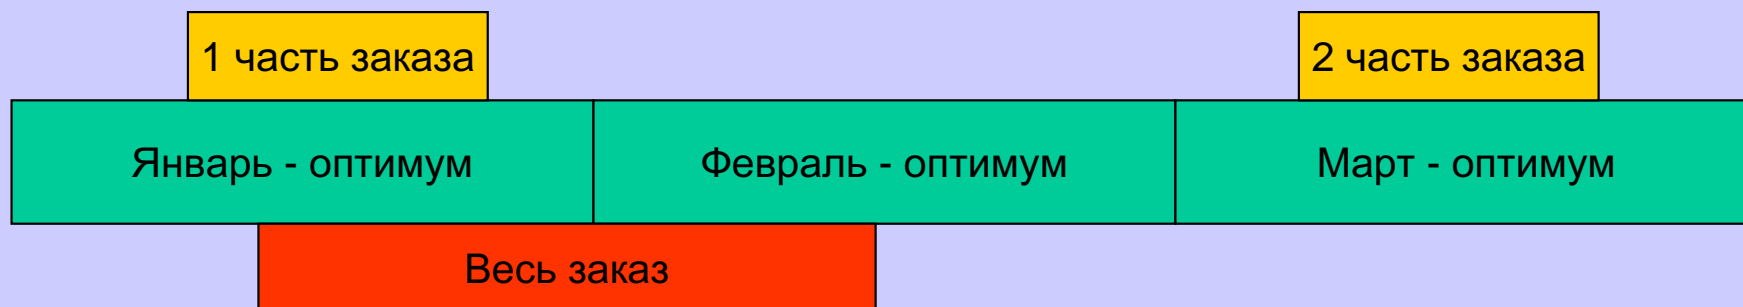 1 часть заказа
2 часть заказа
Январь - оптимум
Февраль - оптимум
Март - оптимум
Весь заказ